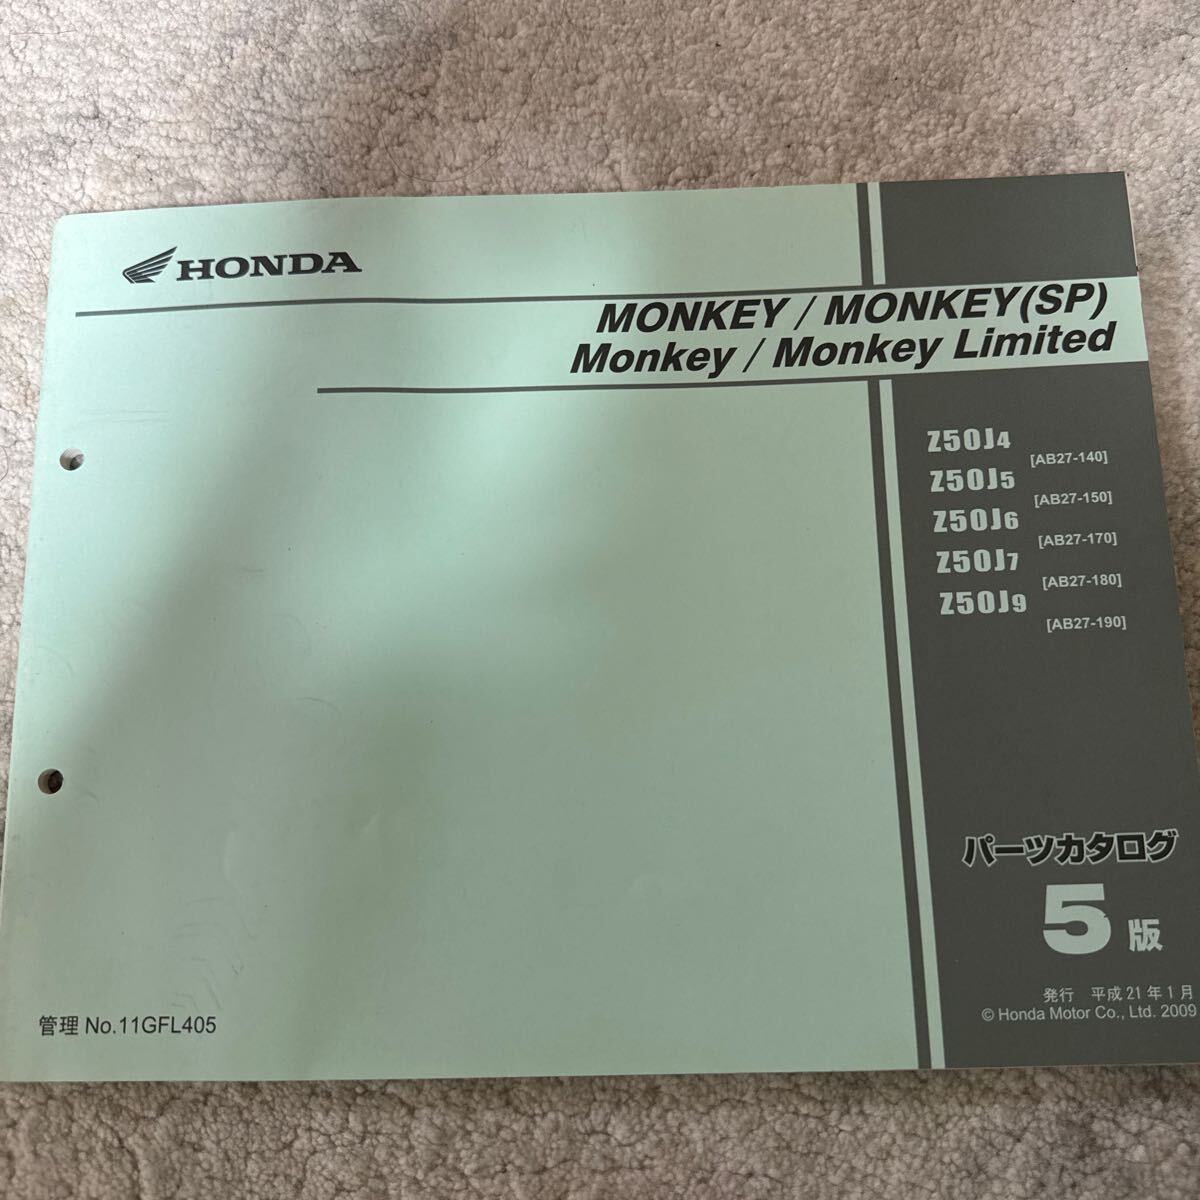 HONDA
MONKEY / MONKEY(SP)
Monkey / Monkey Limited
Z50J4
[AB27-140]
Z50J5
[AB27-150]
Z50J6
[AB27-170]
Z50J7
[AB27-180]
Z50J9
[AB27-190]
パーツカタログ
5版
発行 平成21年1月
© Honda Motor Co., Ltd. 2009
管理 No.11GFL405